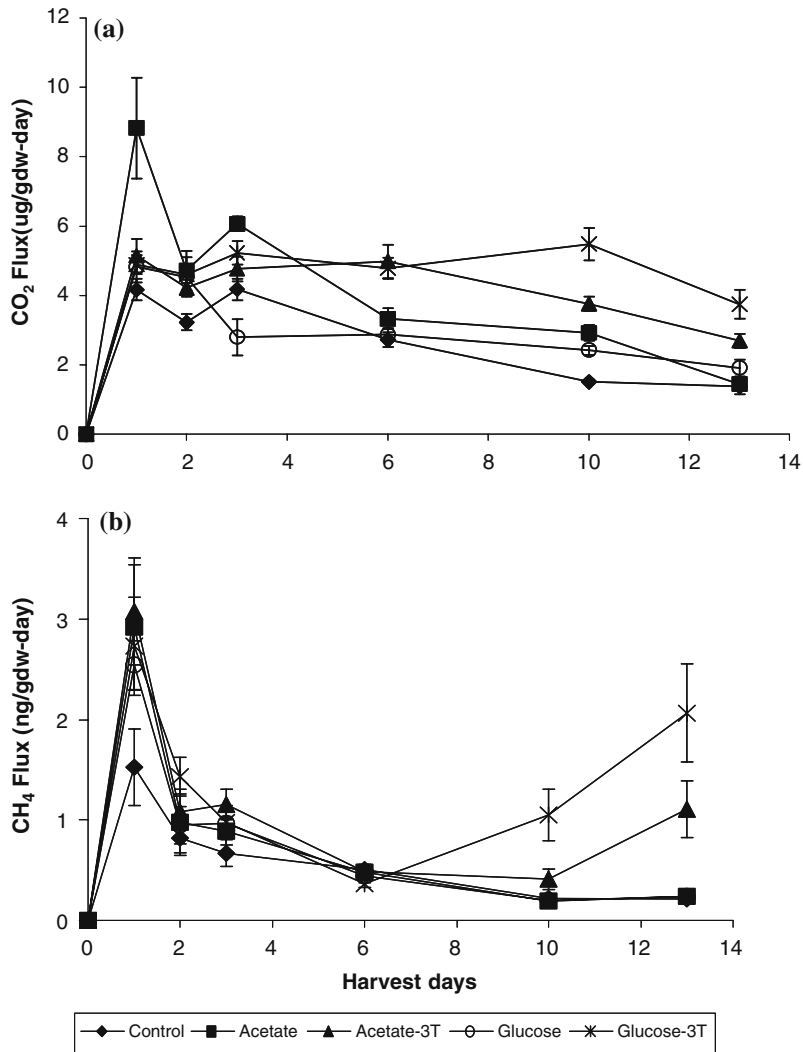 (a)
12
10
8
6
4
2
0
CO2 Flux(ug/gdw-day)
0 2 4 6 8 10 12 14
(b)
4
3
2
1
0
CH4 Flux (ng/gdw-day)
0 2 4 6 8 10 12 14
Harvest days
Control Acetate Acetate-3T Glucose Glucose-3T